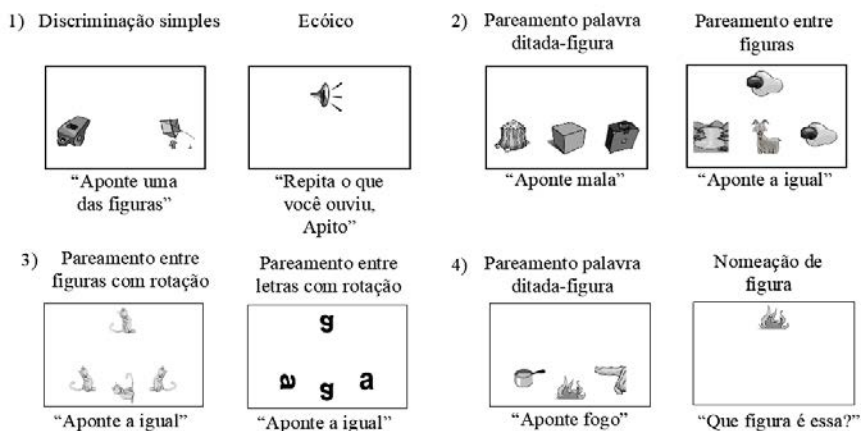 1) Discriminação simples
Ecóico
2) Pareamento palavra
ditada-figura
Pareamento entre
figuras
“Aponte uma
das figuras”
“Repita o que
você ouviu,
Apito”
“Aponte mala”
“Aponte a igual”
3) Pareamento entre
figuras com rotação
Pareamento entre
letras com rotação
4) Pareamento palavra
ditada-figura
Nomeação de
figura
a
a a a
“Aponte a igual”
“Aponte a igual”
“Aponte fogo”
“Que figura é essa?”